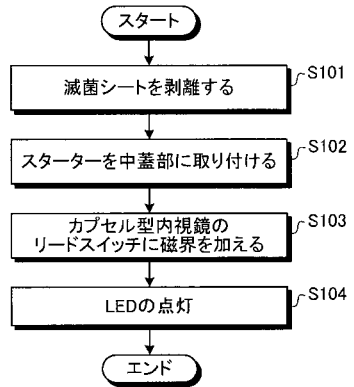 スタート
滅菌シートを剥離する
S101
スターターを中蓋部に取り付ける
S102
カプセル型内視鏡の
リードスイッチに磁界を加える
S103
LEDの点灯
S104
エンド